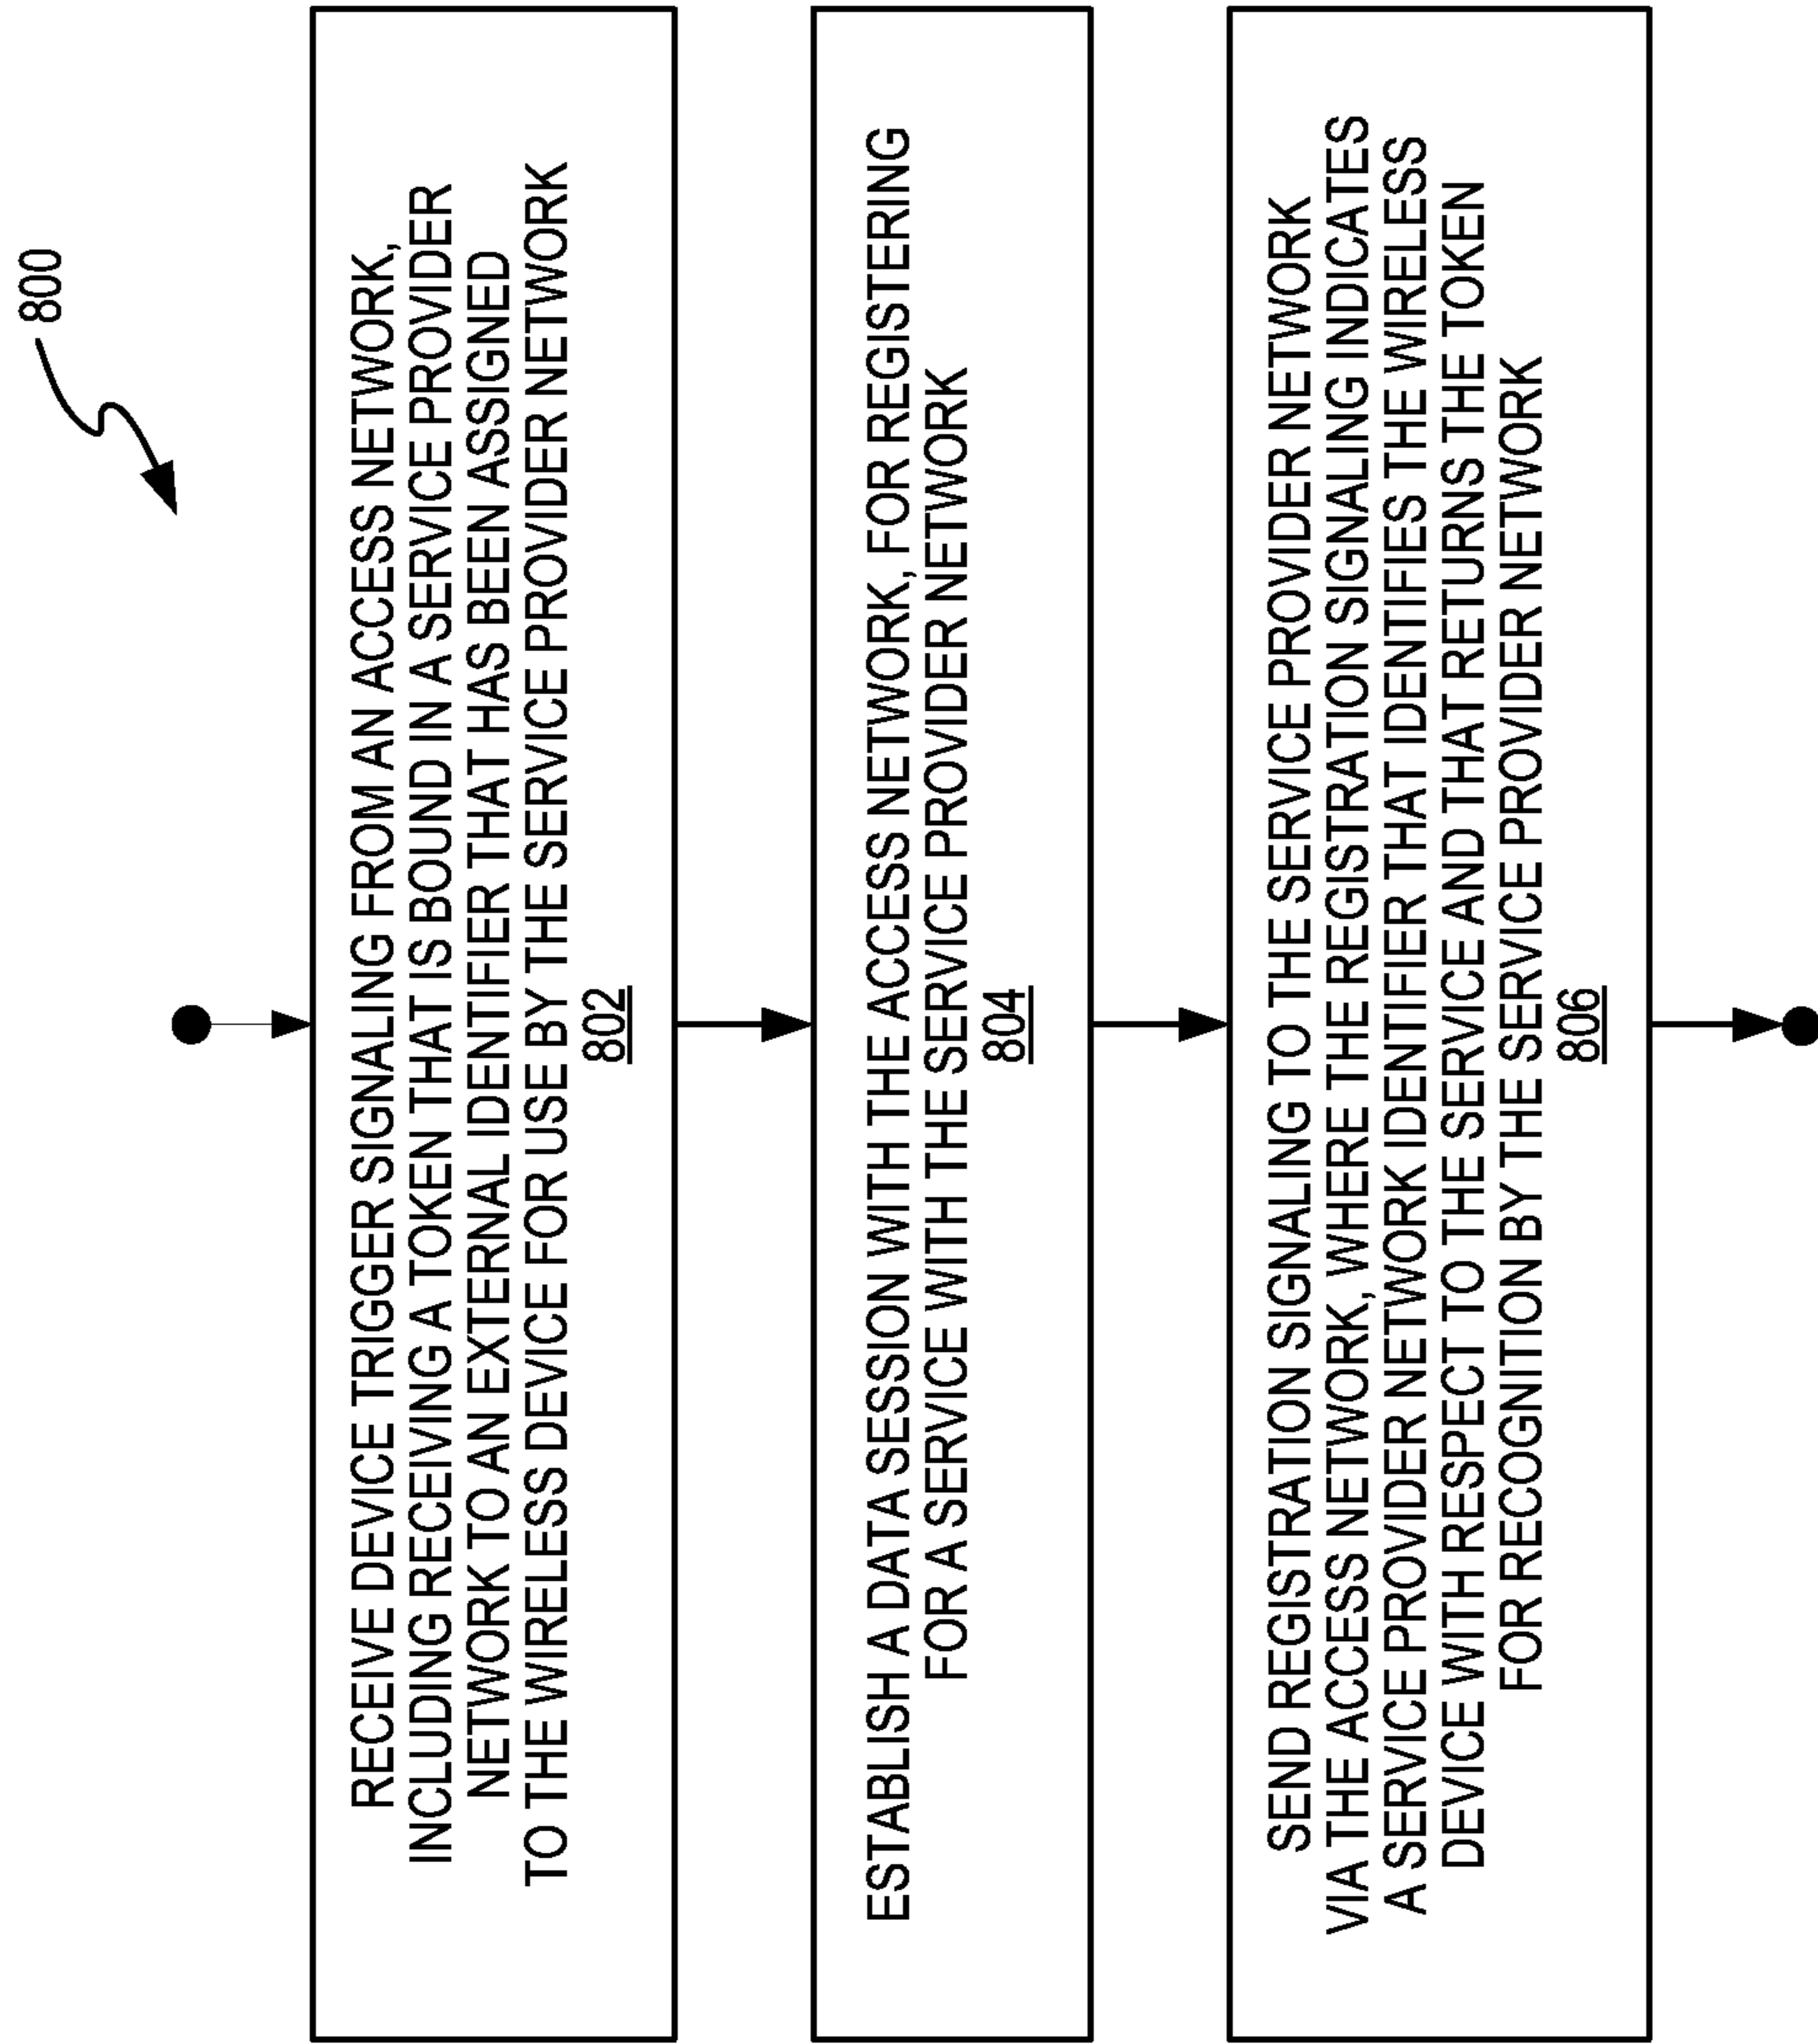 800
RECEIVE DEVICE TRIGGER SIGNALING FROM AN ACCESS NETWORK,
INCLUDING RECEIVING A TOKEN THAT IS BOUND IN A SERVICE PROVIDER
NETWORK TO AN EXTERNAL IDENTIFIER THAT HAS BEEN ASSIGNED
TO THE WIRELESS DEVICE FOR USE BY THE SERVICE PROVIDER NETWORK
802
ESTABLISH A DATA SESSION WITH THE ACCESS NETWORK, FOR REGISTERING
FOR A SERVICE WITH THE SERVICE PROVIDER NETWORK
804
SEND REGISTRATION SIGNALING TO THE SERVICE PROVIDER NETWORK
VIA THE ACCESS NETWORK, WHERE THE REGISTRATION SIGNALING INDICATES
A SERVICE PROVIDER NETWORK IDENTIFIER THAT IDENTIFIES THE WIRELESS
DEVICE WITH RESPECT TO THE SERVICE AND THAT RETURNS THE TOKEN
FOR RECOGNITION BY THE SERVICE PROVIDER NETWORK
806